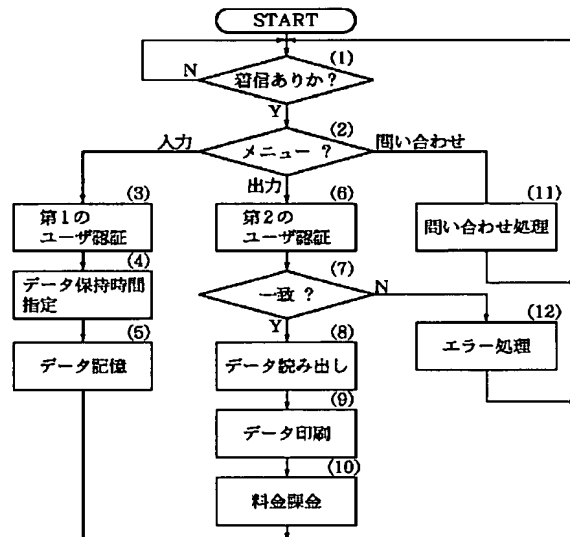 START
(1)
着信ありか？
N
Y
(2)
メニュー ？
入力
問い合わせ
出力
(3)
第1の
ユーザ認証
(6)
第2の
ユーザ認証
(11)
問い合わせ処理
(4)
データ保持時間
指定
(7)
一致 ？
N
Y
(12)
エラー処理
(5)
データ記憶
(8)
データ読み出し
(9)
データ印刷
(10)
料金課金